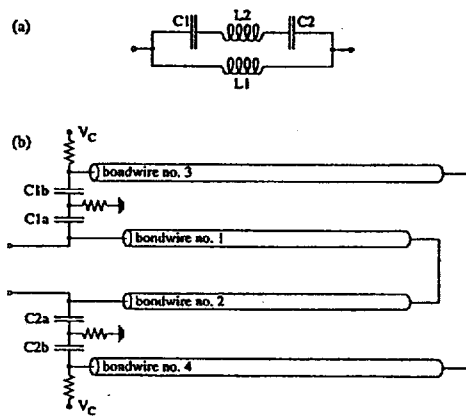 (a)
C1
L2
C2
L1
(b)
VC
bondwire no. 3
C1b
C1a
bondwire no. 1
bondwire no. 2
C2a
C2b
bondwire no. 4
VC